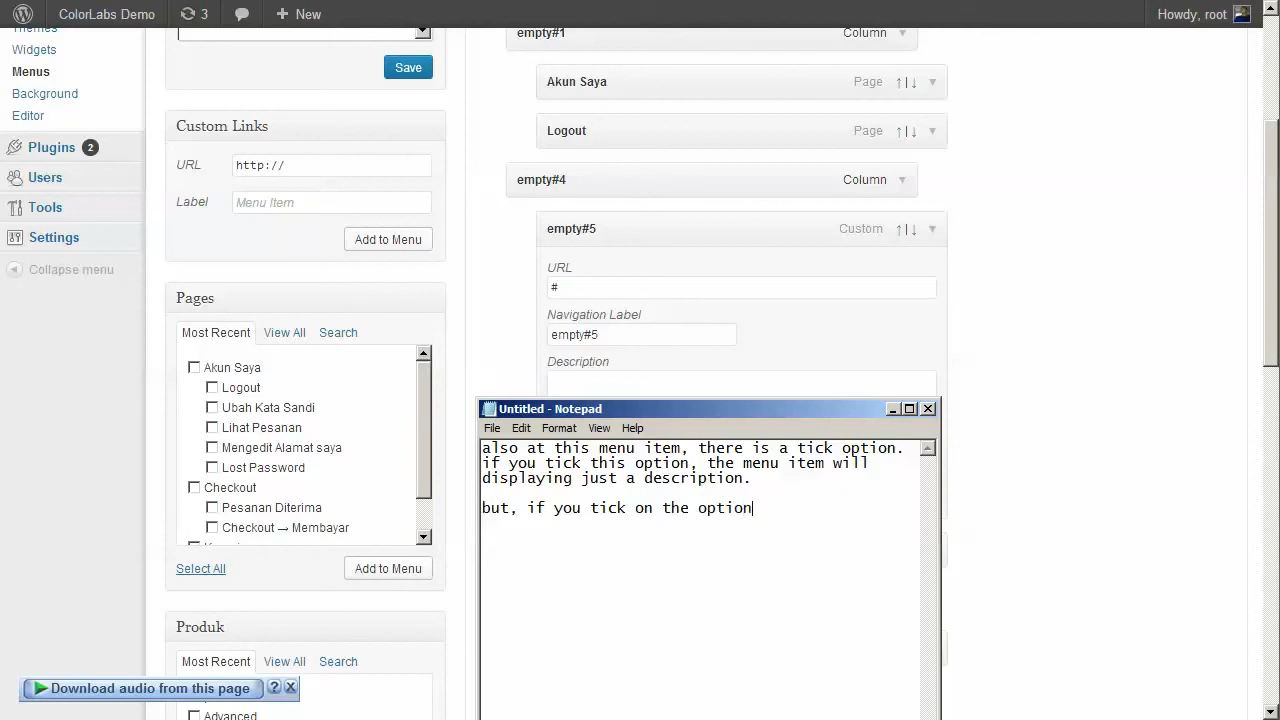 ColorLabs Demo
3
New
Howdy, root
Themes
Widgets
Menus
Background
Editor
Plugins 2
Users
Tools
Settings
Collapse menu
Save
Custom Links
URL http://
Label Menu Item
Add to Menu
Pages
Most Recent View All Search
Akun Saya
Logout
Ubah Kata Sandi
Lihat Pesanan
Mengedit Alamat saya
Lost Password
Checkout
Pesanan Diterima
Checkout → Membayar
Select All
Add to Menu
Produk
Most Recent View All Search
Advanced
Download audio from this page ?
empty#1 Column
Akun Saya Page ↑|↓
Logout Page ↑|↓
empty#4 Column
empty#5 Custom ↑|↓
URL
#
Navigation Label
empty#5
Description
Untitled - Notepad
File Edit Format View Help
also at this menu item, there is a tick option.
if you tick this option, the menu item will
displaying just a description.
but, if you tick on the option